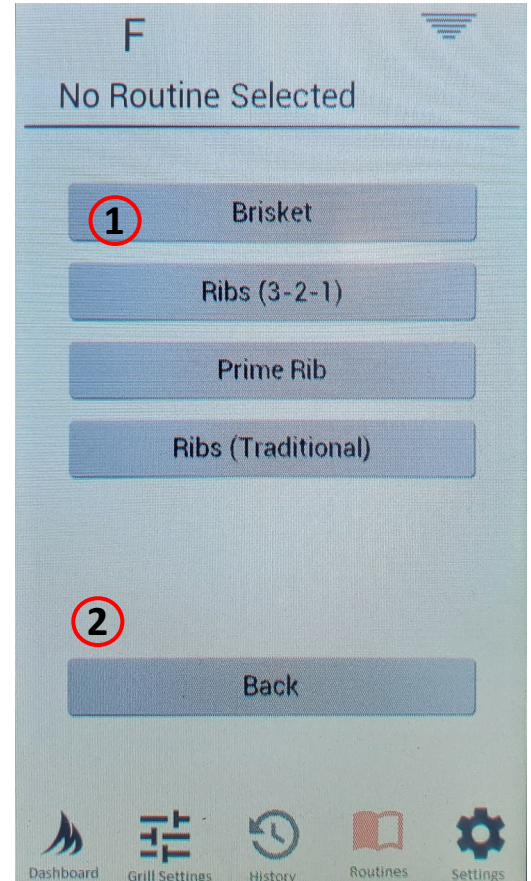 F
No Routine Selected
1
Brisket
Ribs (3-2-1)
Prime Rib
Ribs (Traditional)
2
Back
Dashboard Grill Settings History Routines Settings